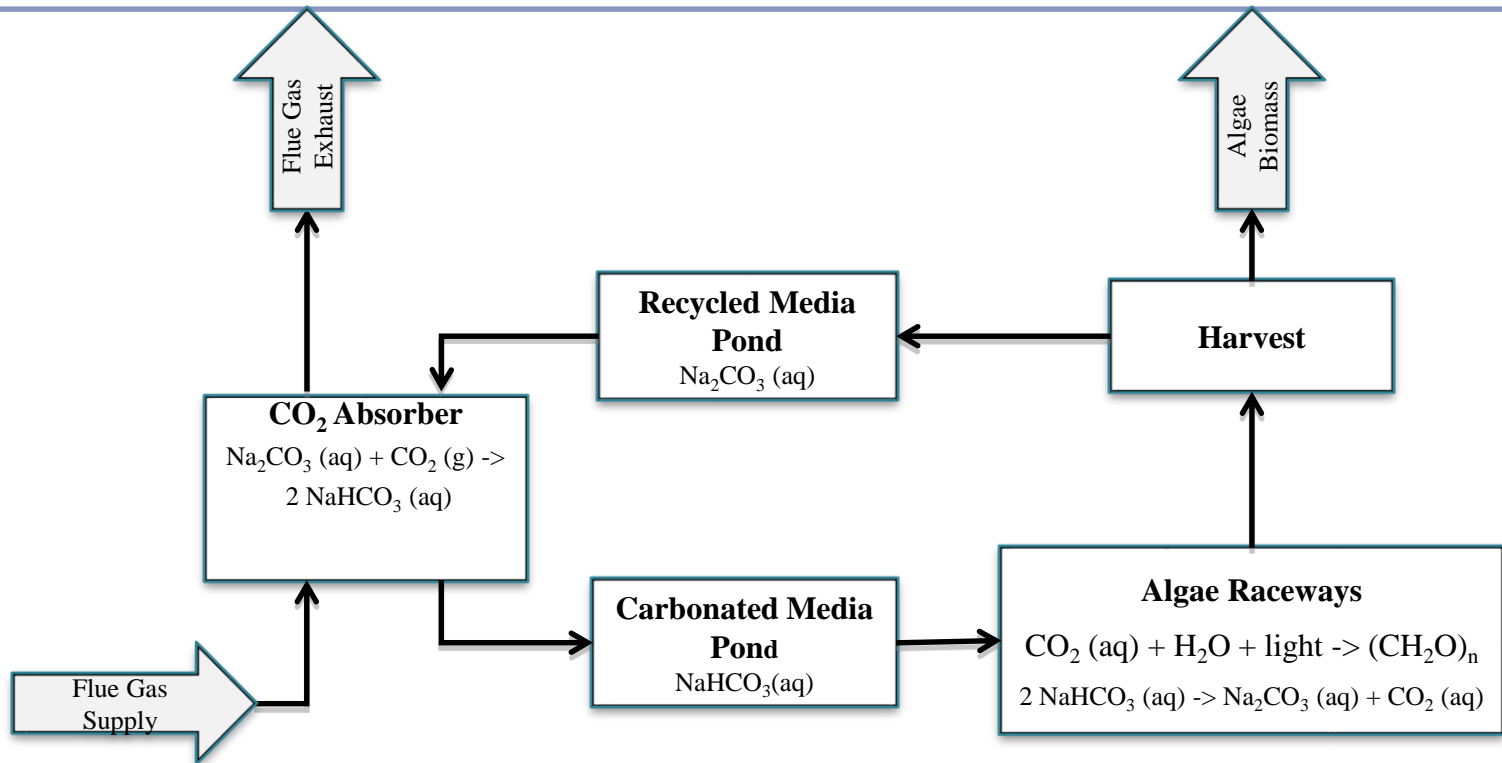 Flue Gas
Exhaust
Algae
Biomass
Recycled Media
Pond
Na₂CO₃ (aq)
Harvest
CO₂ Absorber
Na₂CO₃ (aq) + CO₂ (g) ->
2 NaHCO₃ (aq)
Carbonated Media
Pond
NaHCO₃(aq)
Algae Raceways
CO₂ (aq) + H₂O + light -> (CH₂O)ₙ
2 NaHCO₃ (aq) -> Na₂CO₃ (aq) + CO₂ (aq)
Flue Gas
Supply